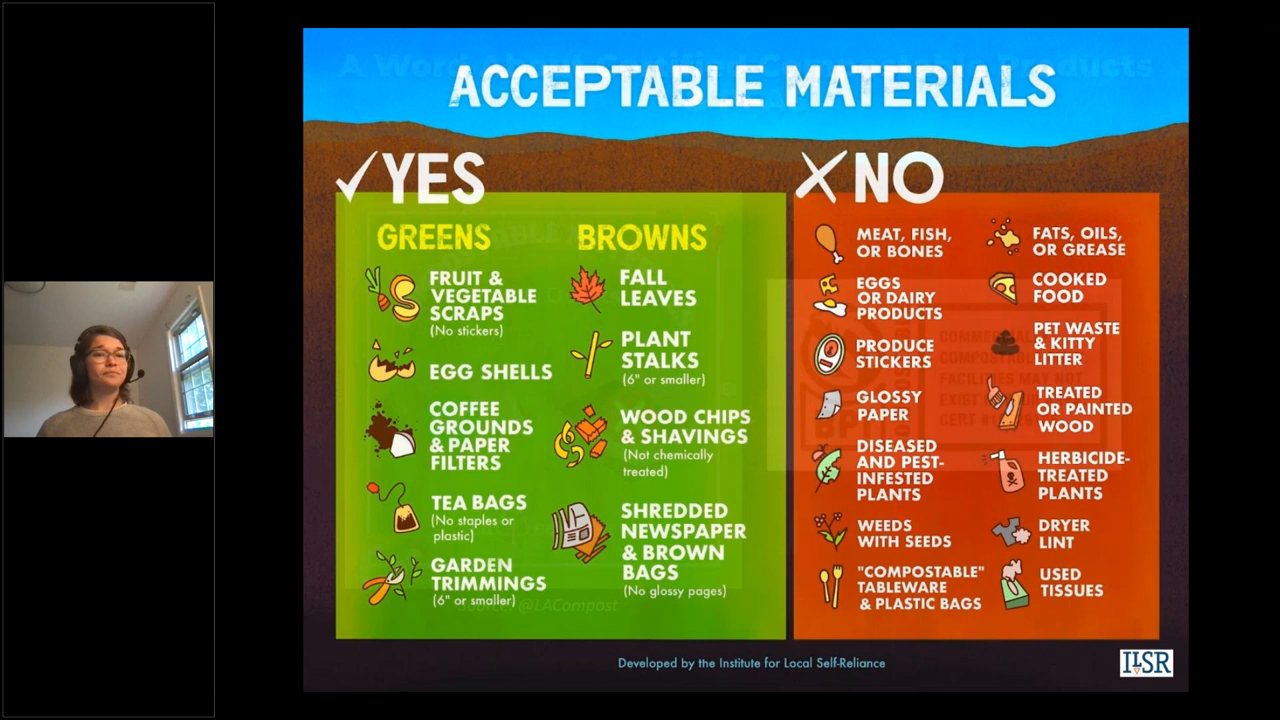 ACCEPTABLE MATERIALS
YES
GREENS
FRUIT &
VEGETABLE
SCRAPS
(No stickers)
EGG SHELLS
COFFEE
GROUNDS
& PAPER
FILTERS
TEA BAGS
(No staples or
plastic)
GARDEN
TRIMMINGS
(6" or smaller)
BROWNS
FALL
LEAVES
PLANT
STALKS
(6" or smaller)
WOOD CHIPS
& SHAVINGS
(Not chemically
treated)
SHREDDED
NEWSPAPER
& BROWN
BAGS
(No glossy pages)
@LACompost
NO
MEAT, FISH,
OR BONES
EGGS
OR DAIRY
PRODUCTS
PRODUCE
STICKERS
GLOSSY
PAPER
DISEASED
AND PEST-
INFESTED
PLANTS
WEEDS
WITH SEEDS
"COMPOSTABLE"
TABLEWARE
& PLASTIC BAGS
FATS, OILS,
OR GREASE
COOKED
FOOD
PET WASTE
& KITTY
LITTER
TREATED
OR PAINTED
WOOD
HERBICIDE-
TREATED
PLANTS
DRYER
LINT
USED
TISSUES
Developed by the Institute for Local Self-Reliance
ILSR